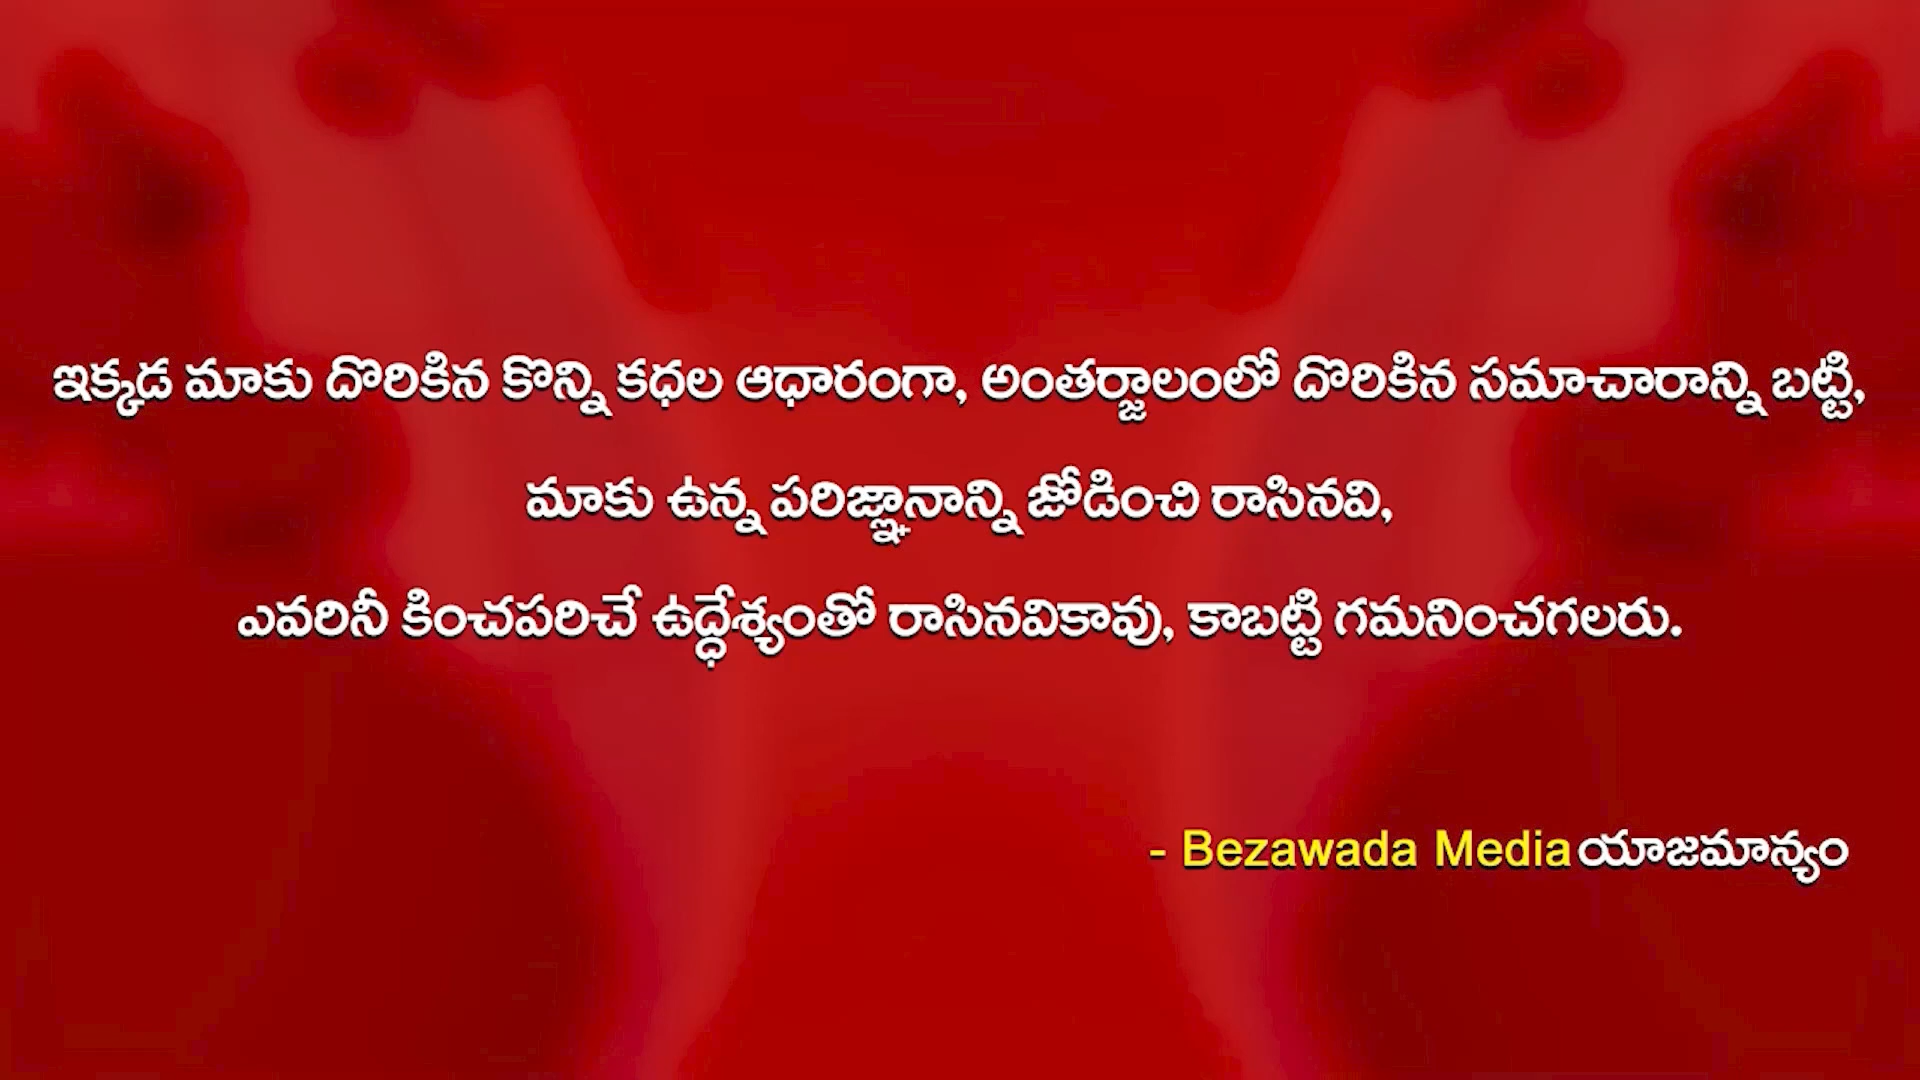 ఇక్కడ మాకు దొరికిన కొన్ని కధల ఆధారంగా, అంతర్జాలంలో దొరికిన సమాచారాన్ని బట్టి,
మాకు ఉన్న పరిజ్ఞానాన్ని జోడించి రాసినవి,
ఎవరినీ కించపరిచే ఉద్ధేశ్యంతో రాసినవికావు, కాబట్టి గమనించగలరు.
- Bezawada Media యాజమాన్యం